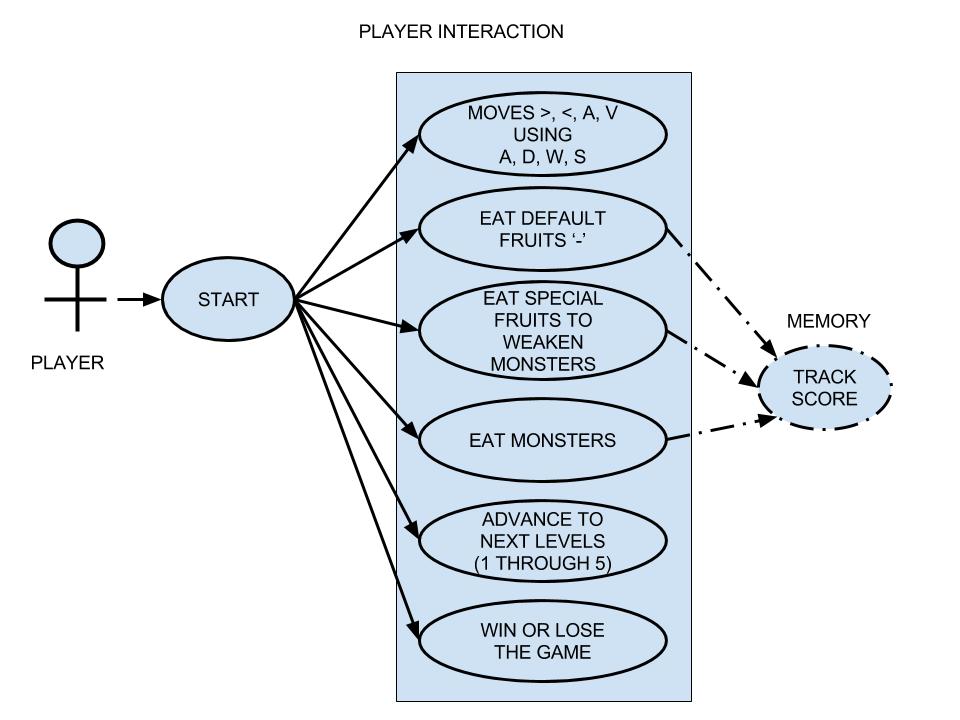 PLAYER INTERACTION
MOVES >, <, A, V
USING
A, D, W, S
EAT DEFAULT
FRUITS ‘-’
START
EAT SPECIAL
FRUITS TO
WEAKEN
MONSTERS
MEMORY
PLAYER
TRACK
SCORE
EAT MONSTERS
ADVANCE TO
NEXT LEVELS
(1 THROUGH 5)
WIN OR LOSE
THE GAME